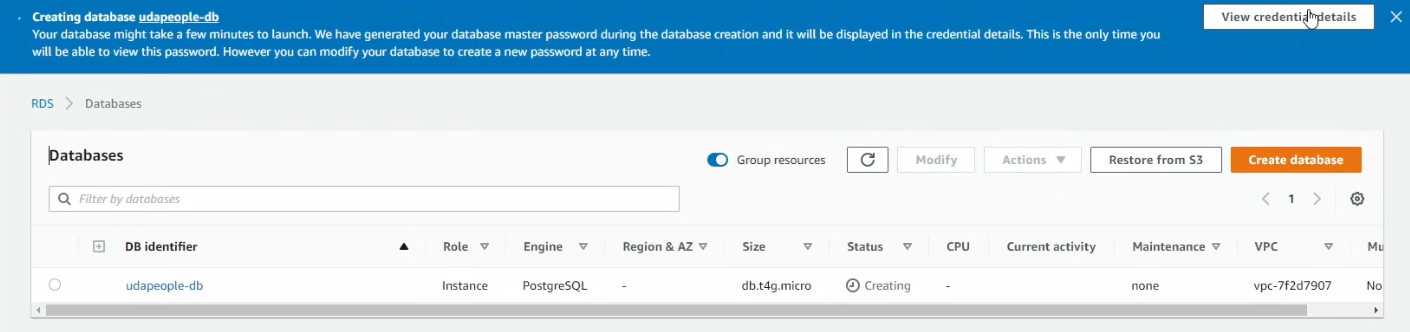 Creating database udapeople-db
View credential details
Your database might take a few minutes to launch. We have generated your database master password during the database creation and it will be displayed in the credential details. This is the only time you
will be able to view this password. However you can modify your database to create a new password at any time.
RDS > Databases
Databases
Group resources
Modify
Actions
Restore from S3
Create database
Filter by databases
1
DB identifier
Role
Engine
Region & AZ
Size
Status
CPU
Current activity
Maintenance
VPC
Mu
udapeople-db
Instance
PostgreSQL
-
db.t4g.micro
Creating
-
none
vpc-7f2d7907
No